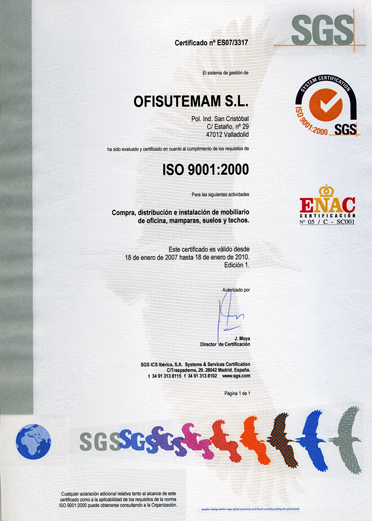 SGS
Certificado nº ES07/3317
El sistema de gestión de
OFISUTEMAM S.L.
Pol. Ind. San Cristóbal
C/ Estaño, nº 29
47012 Valladolid
ha sido evaluado y certificado en cuanto al cumplimiento de los requisitos de
ISO 9001:2000
Para las siguientes actividades
Compra, distribución e instalación de mobiliario
de oficina, mamparas, suelos y techos.
SYSTEM CERTIFICATION
ISO 9001:2000
SGS
ENAC
CERTIFICACIÓN
Nº 05 / C - SC001
Este certificado es válido desde
18 de enero de 2007 hasta 18 de enero de 2010.
Edición 1.
Autorizado por
J. Moya
Director de Certificación
SGS ICS Ibérica, S.A. Systems & Services Certification
C/Trespaderne, 29. 28042 Madrid. España.
t 34 91 313 8115 f 34 91 313 8102 www.sgs.com
Página 1 de 1
SGSSGSSGS
Cualquier aclaración adicional relativa tanto al alcance de este
certificado como a la aplicabilidad de los requisitos de la norma
ISO 9001:2000 puede obtenerse consultando a la Organización.